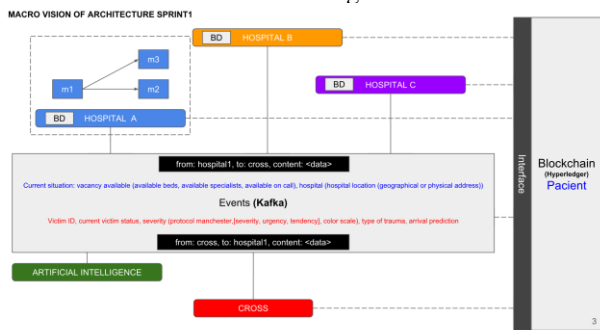 MACRO VISION OF ARCHITECTURE SPRINT1
BD HOSPITAL B
m3
m1
m2
BD HOSPITAL C
BD HOSPITAL A
from: hospital1, to: cross, content: <data>
Current situation: vacancy available (available beds, available specialists, available on call), hospital (hospital location (geographical or physical address))
Events (Kafka)
Victim ID, current victim status, severity (protocol manchester,[severity, urgency, tendency], color scale), type of trauma, arrival prediction
from: cross, to: hospital1, content: <data>
ARTIFICIAL INTELLIGENCE
CROSS
Interface
Blockchain
(Hyperledger)
Pacient
3